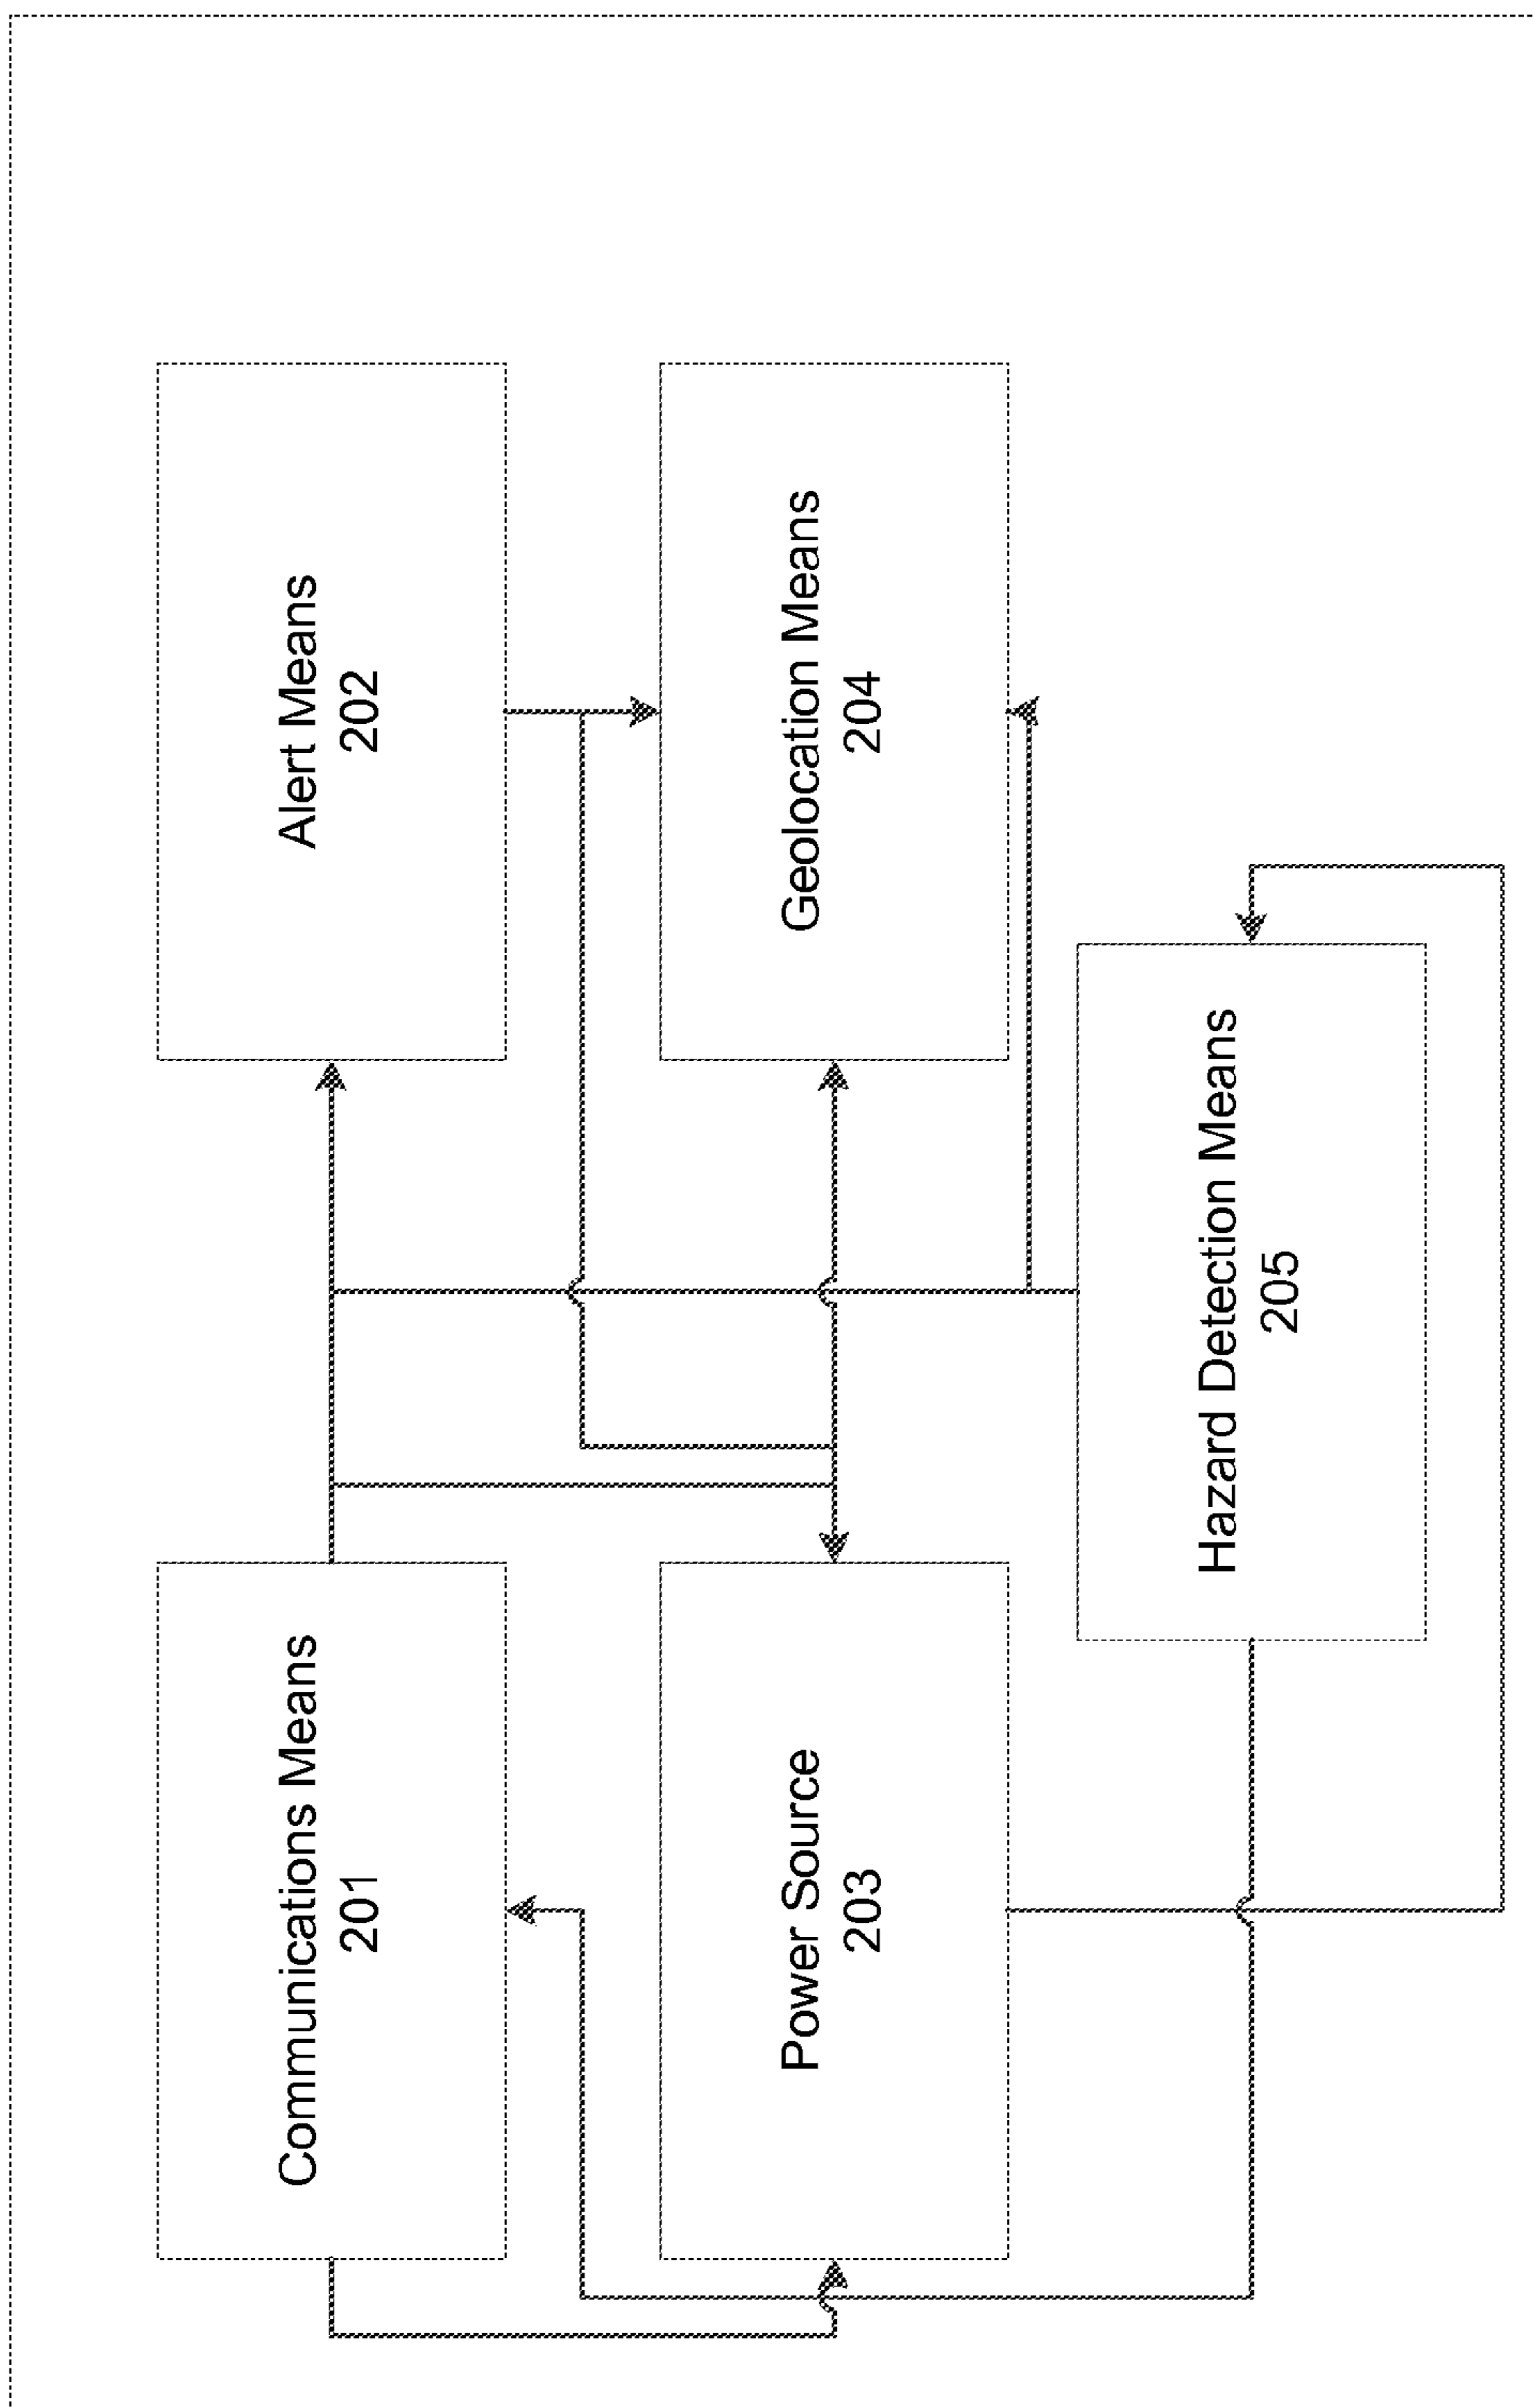 Communications Means
201
Alert Means
202
Power Source
203
Geolocation Means
204
Hazard Detection Means
205